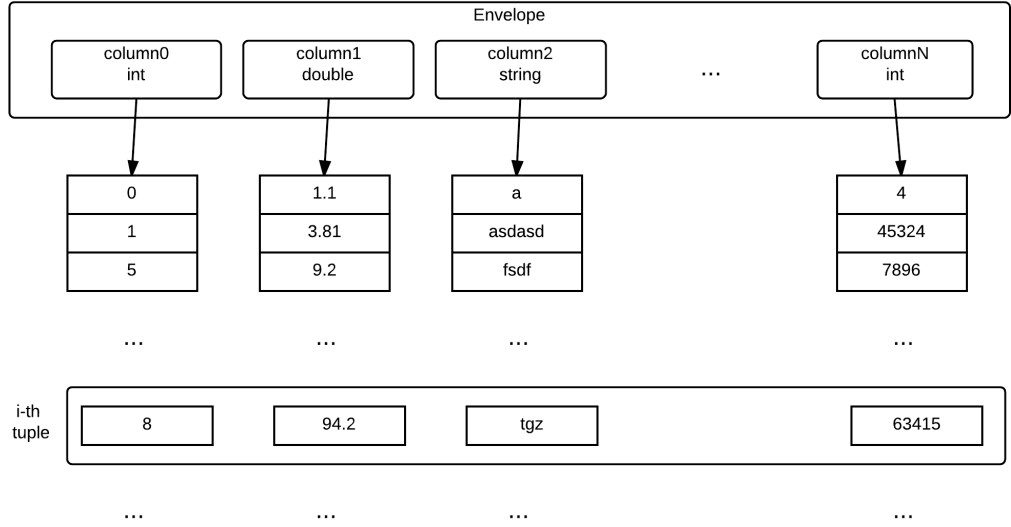 Envelope
column0
int
column1
double
column2
string
...
columnN
int
0
1.1
a
4
1
3.81
asdasd
45324
5
9.2
fsdf
7896
...
...
...
...
i-th
tuple
8
94.2
tgz
63415
...
...
...
...